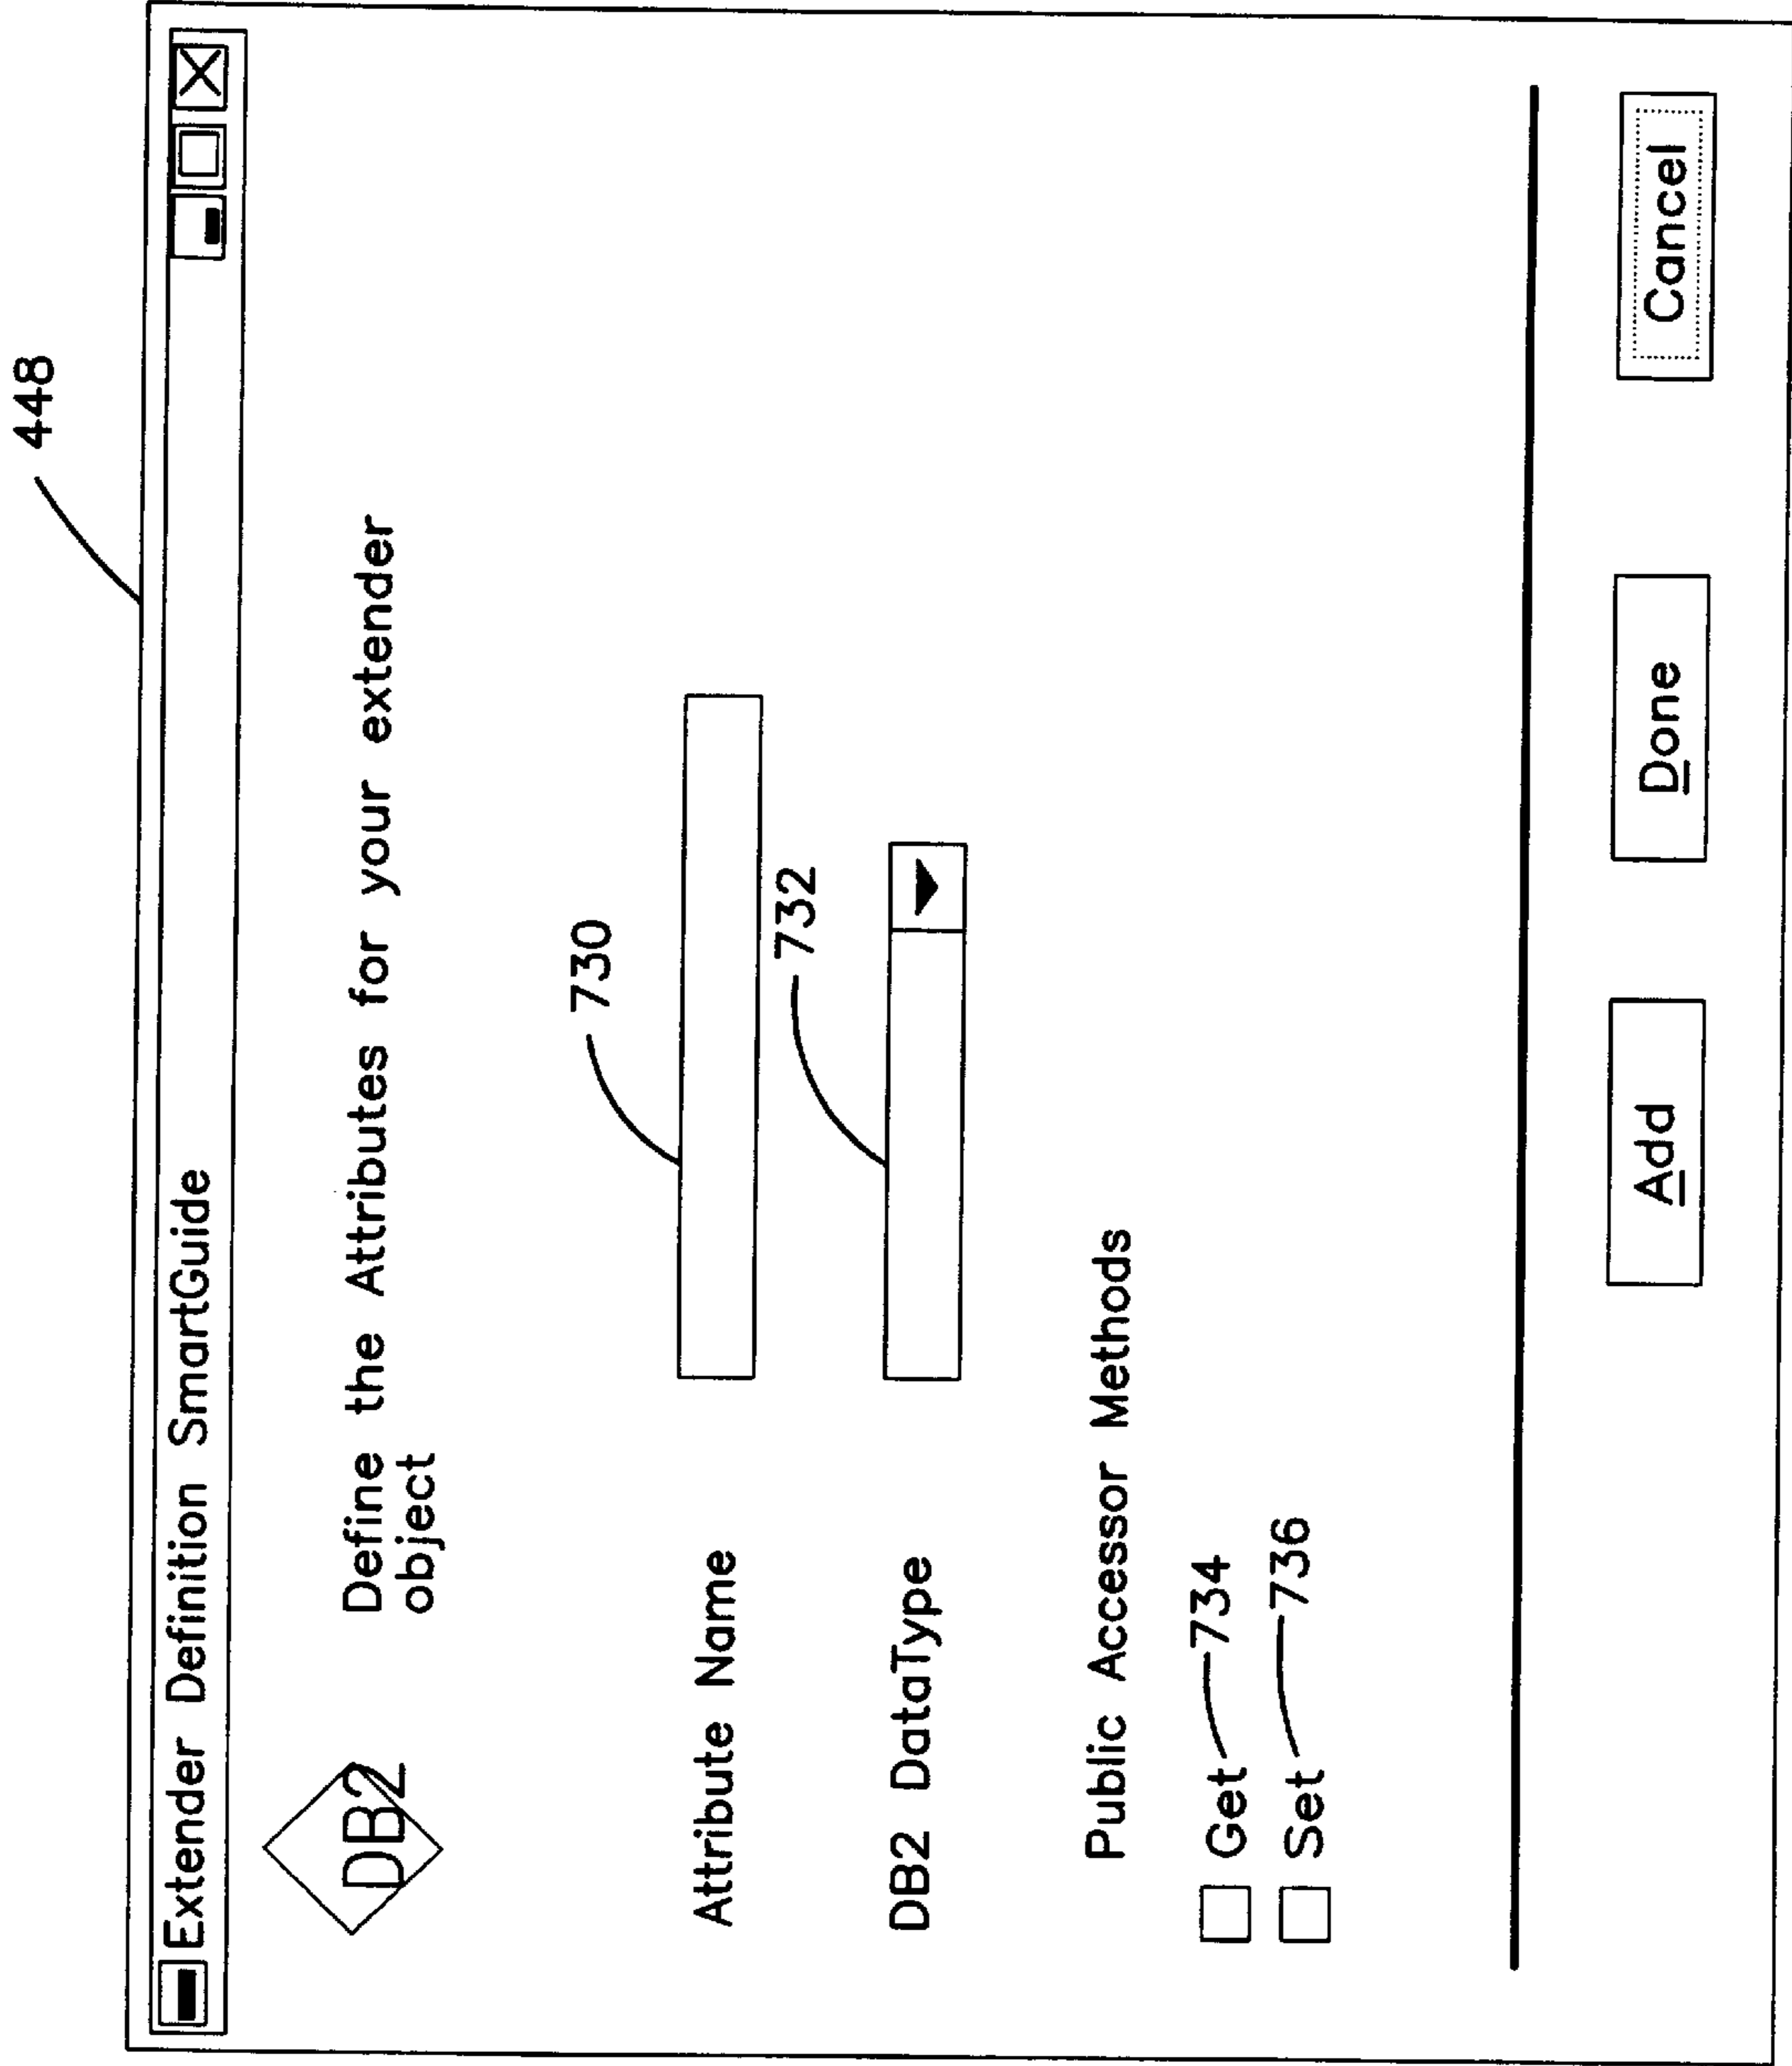 448
Extender Definition SmartGuide
DB2
Define the Attributes for your extender
object
730
Attribute Name
732
DB2 DataType
Public Accessor Methods
Get 734
Set 736
Add
Done
Cancel